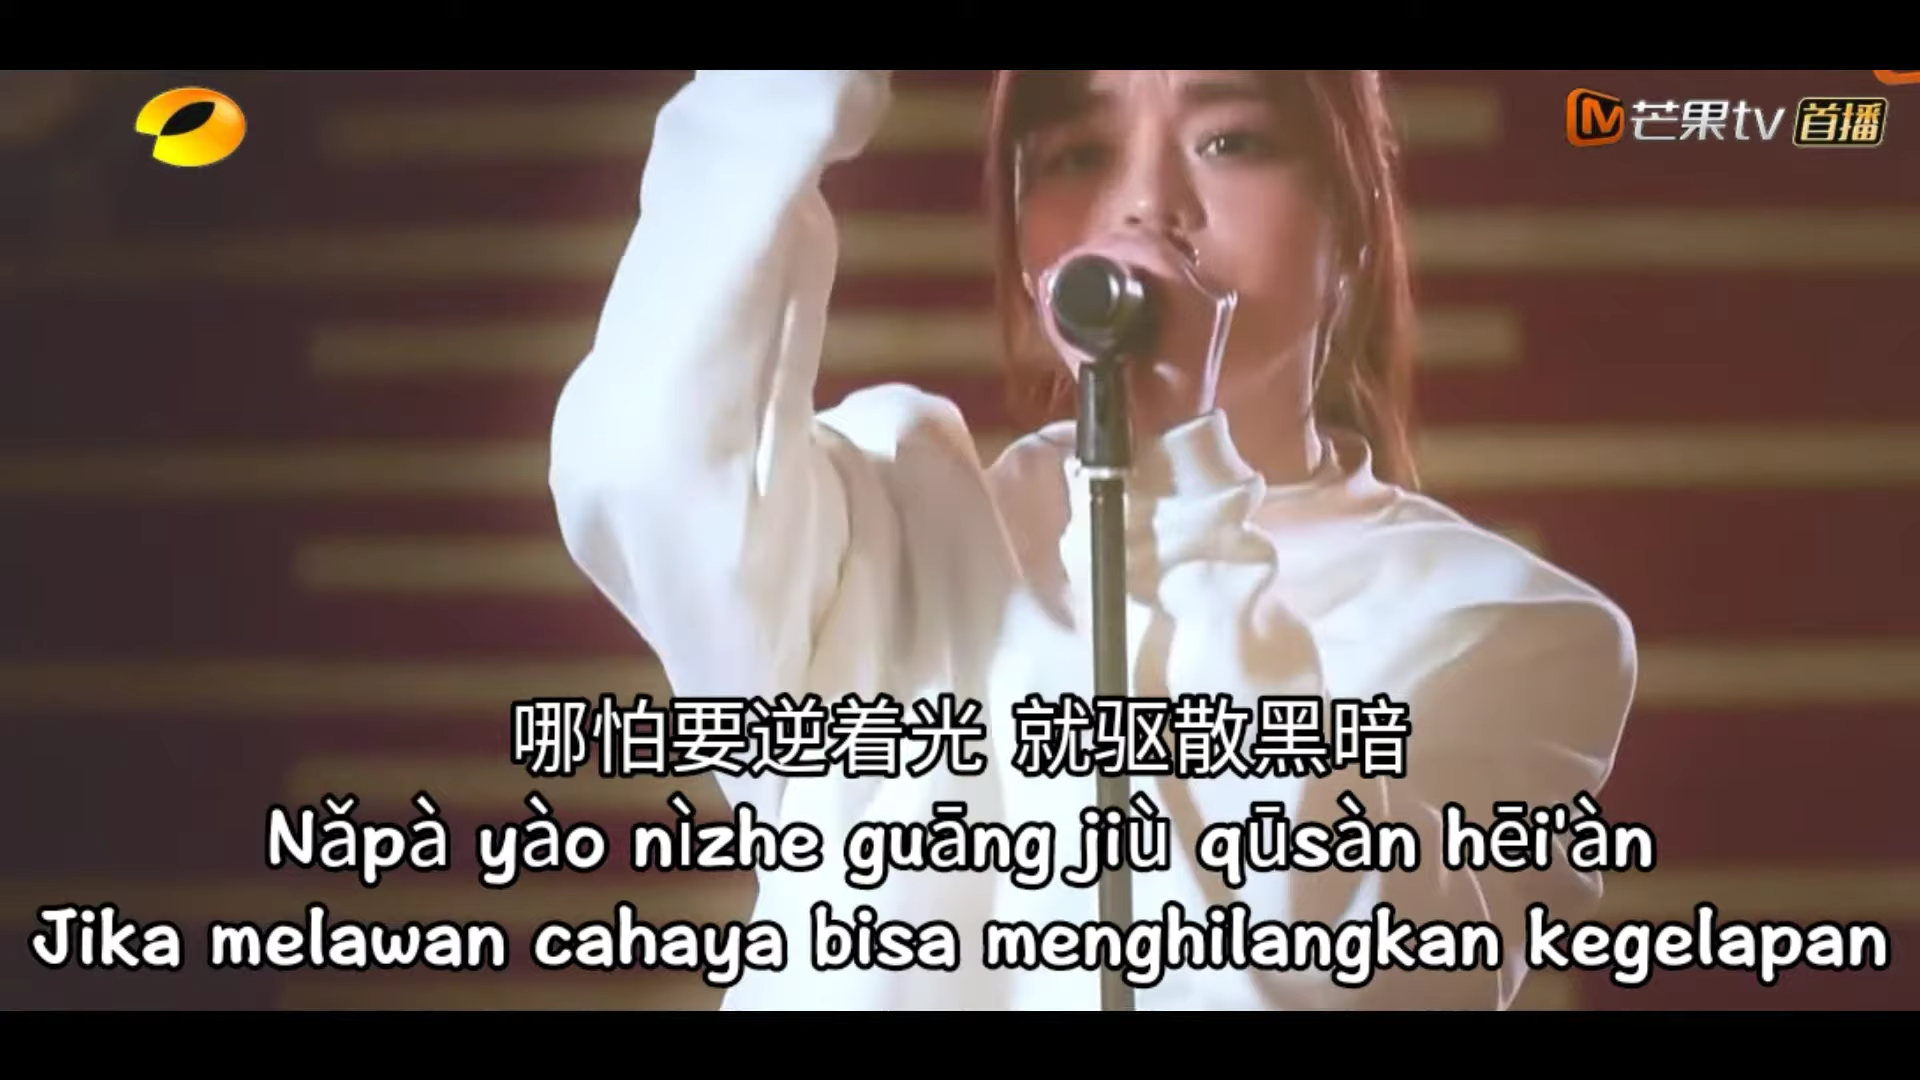 芒果tv 首播
哪怕要逆着光 就驱散黑暗
Nǎpà yào nìzhe guāng jiù qūsàn hēi'àn
Jika melawan cahaya bisa menghilangkan kegelapan